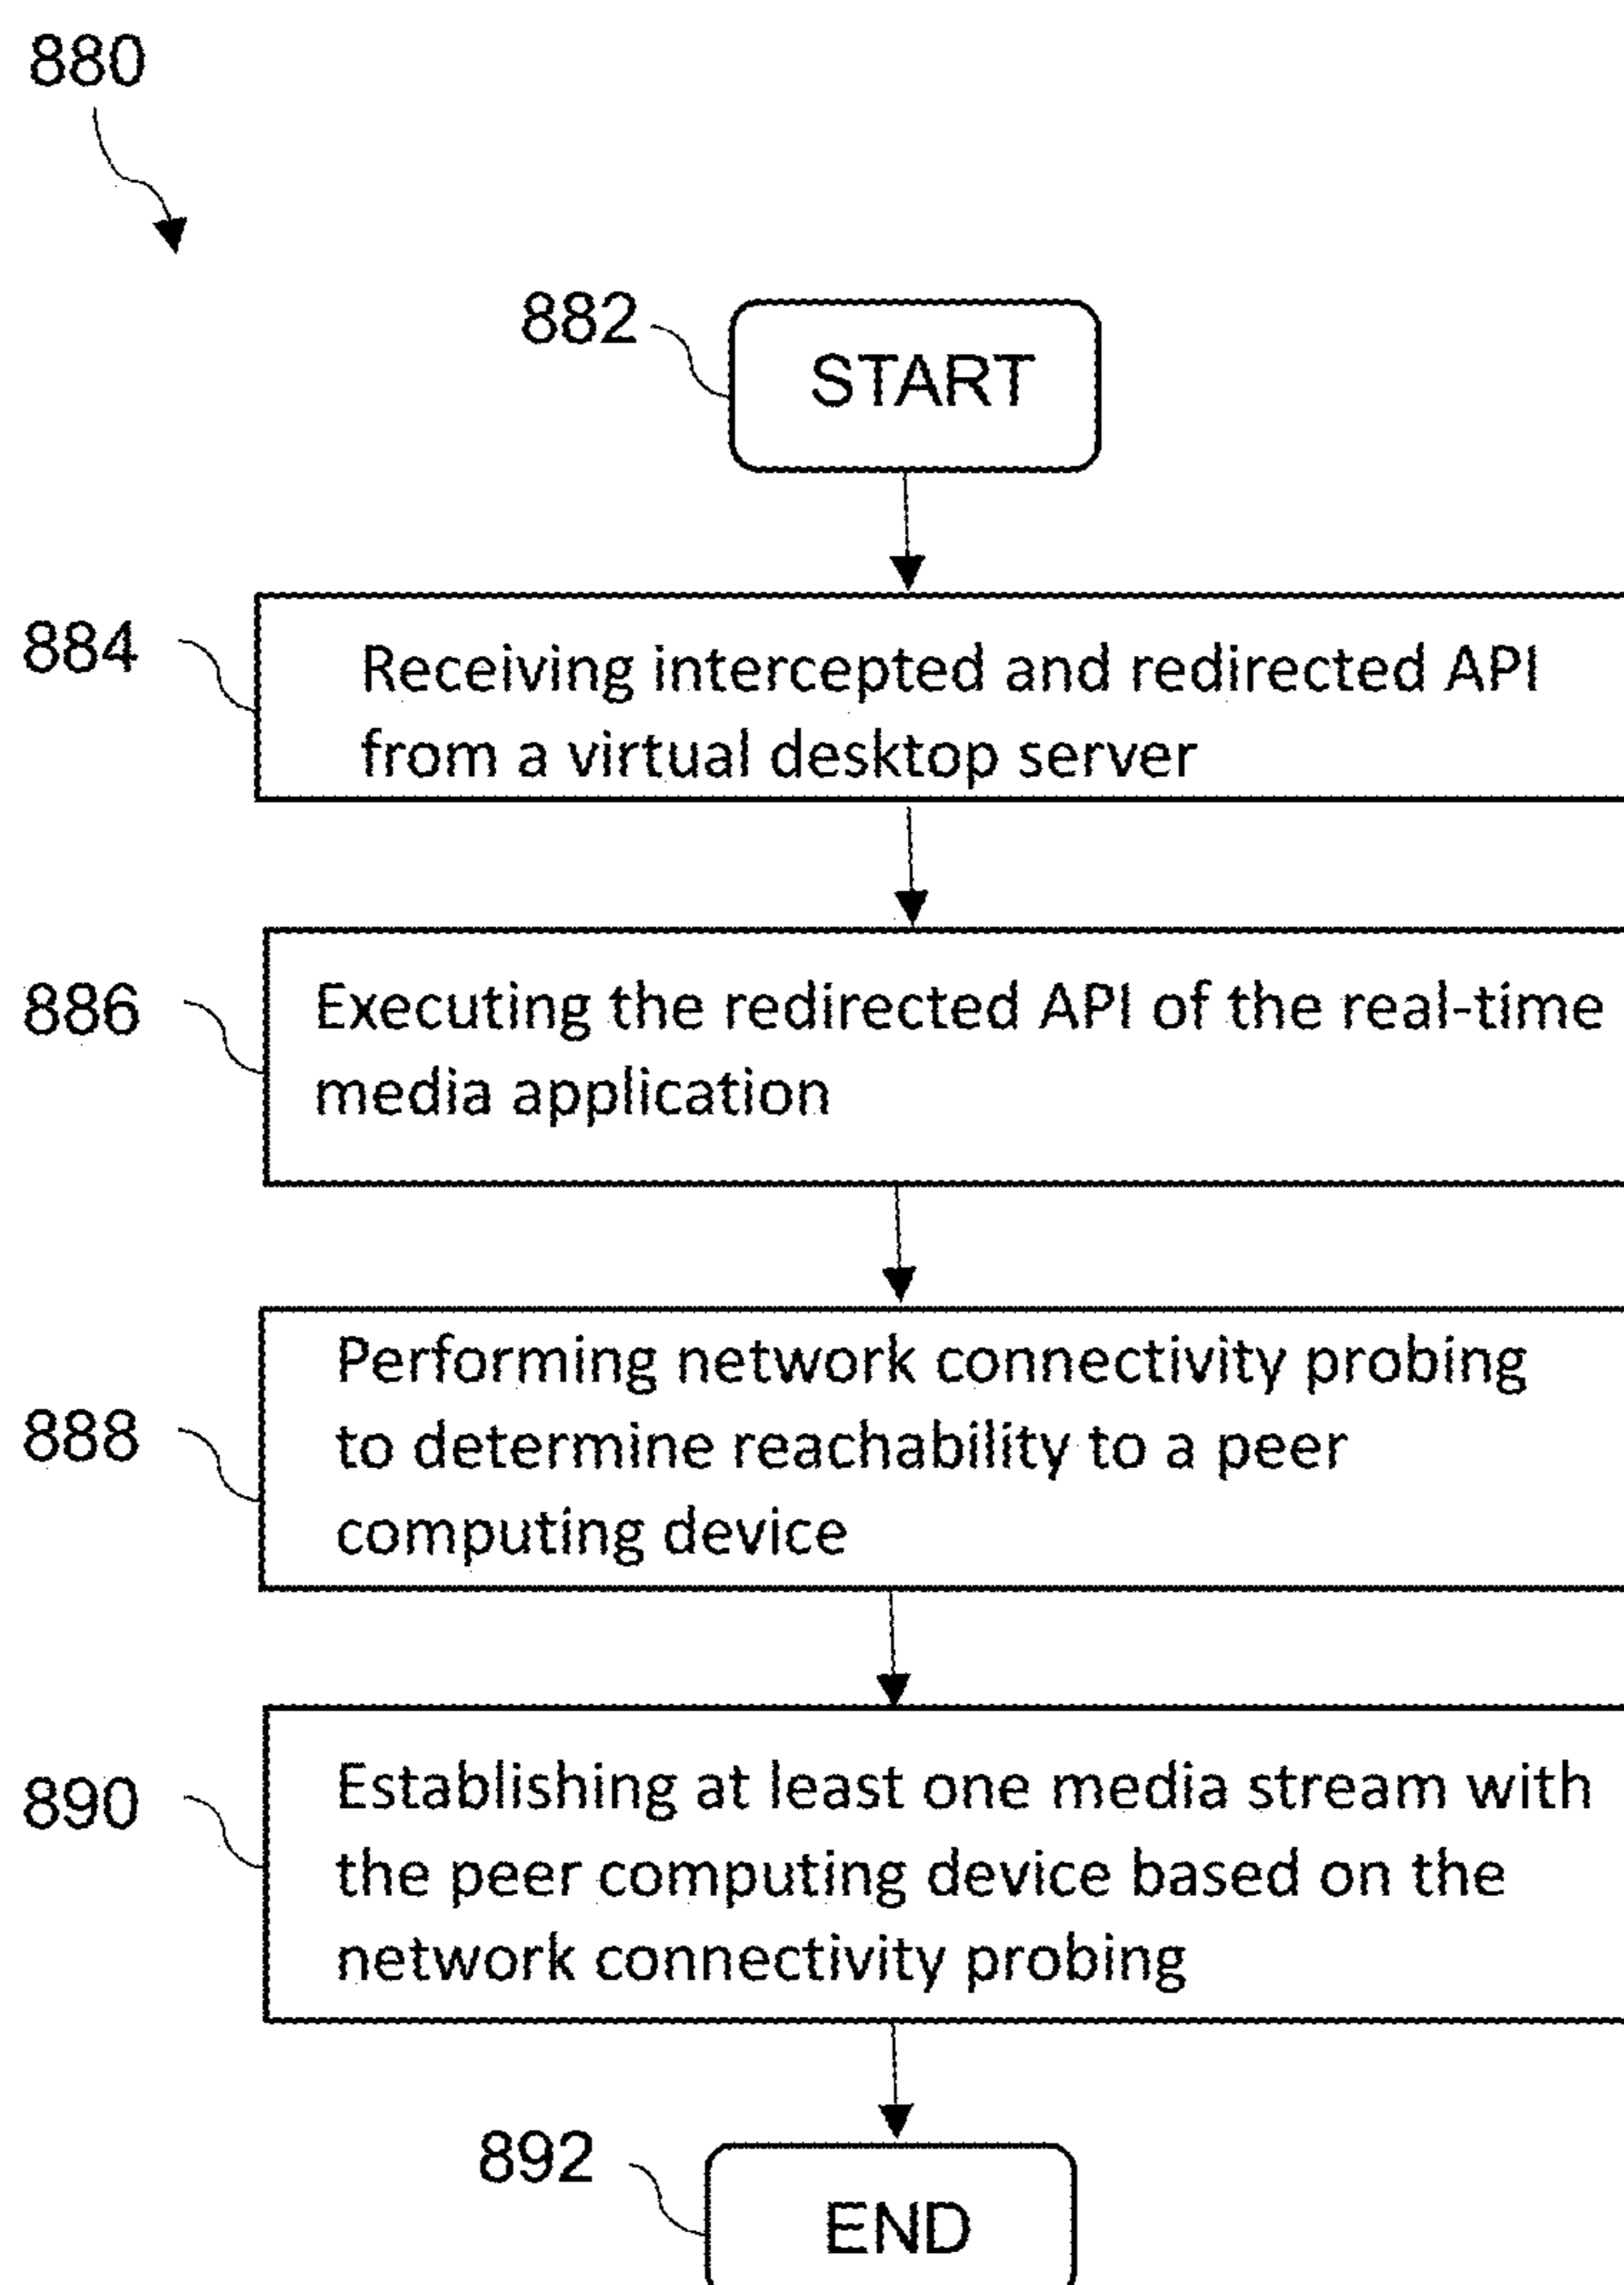 880
882
START
884
Receiving intercepted and redirected API
from a virtual desktop server
886
Executing the redirected API of the real-time
media application
888
Performing network connectivity probing
to determine reachability to a peer
computing device
890
Establishing at least one media stream with
the peer computing device based on the
network connectivity probing
892
END